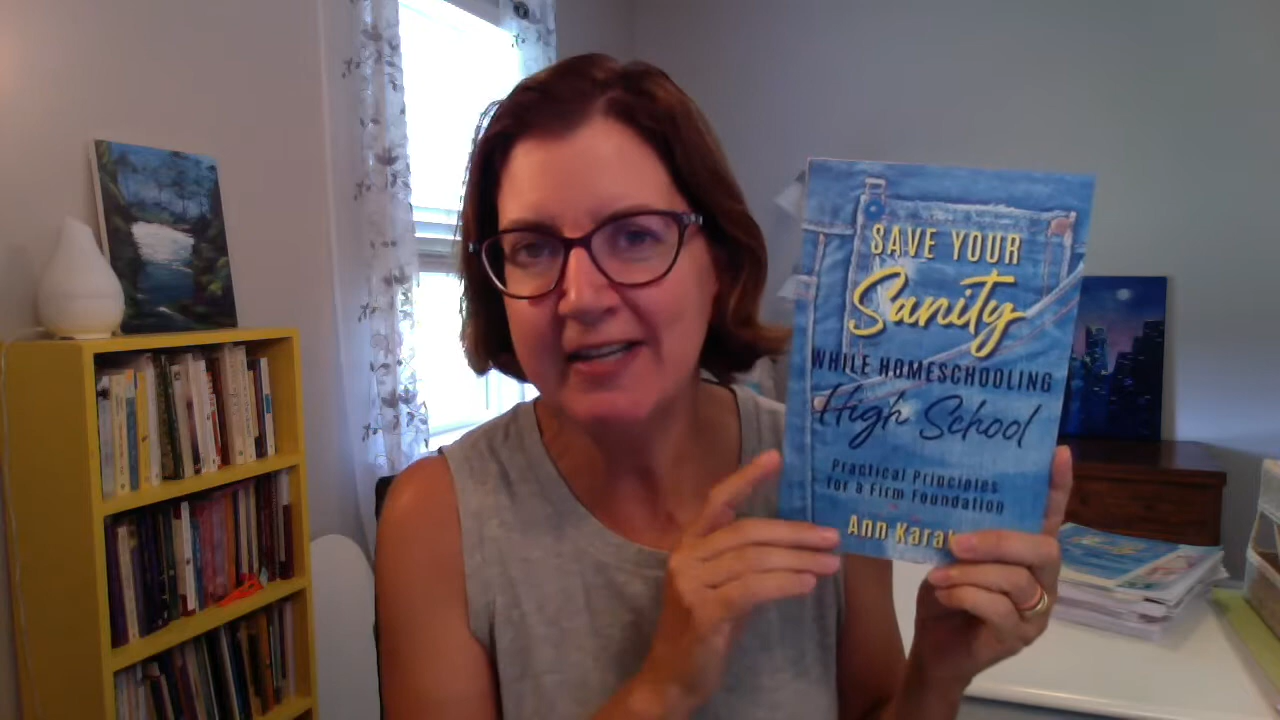 SAVE YOUR
Sanity
WHILE HOMESCHOOLING
High School
Practical Principles
for a Firm Foundation
Ann